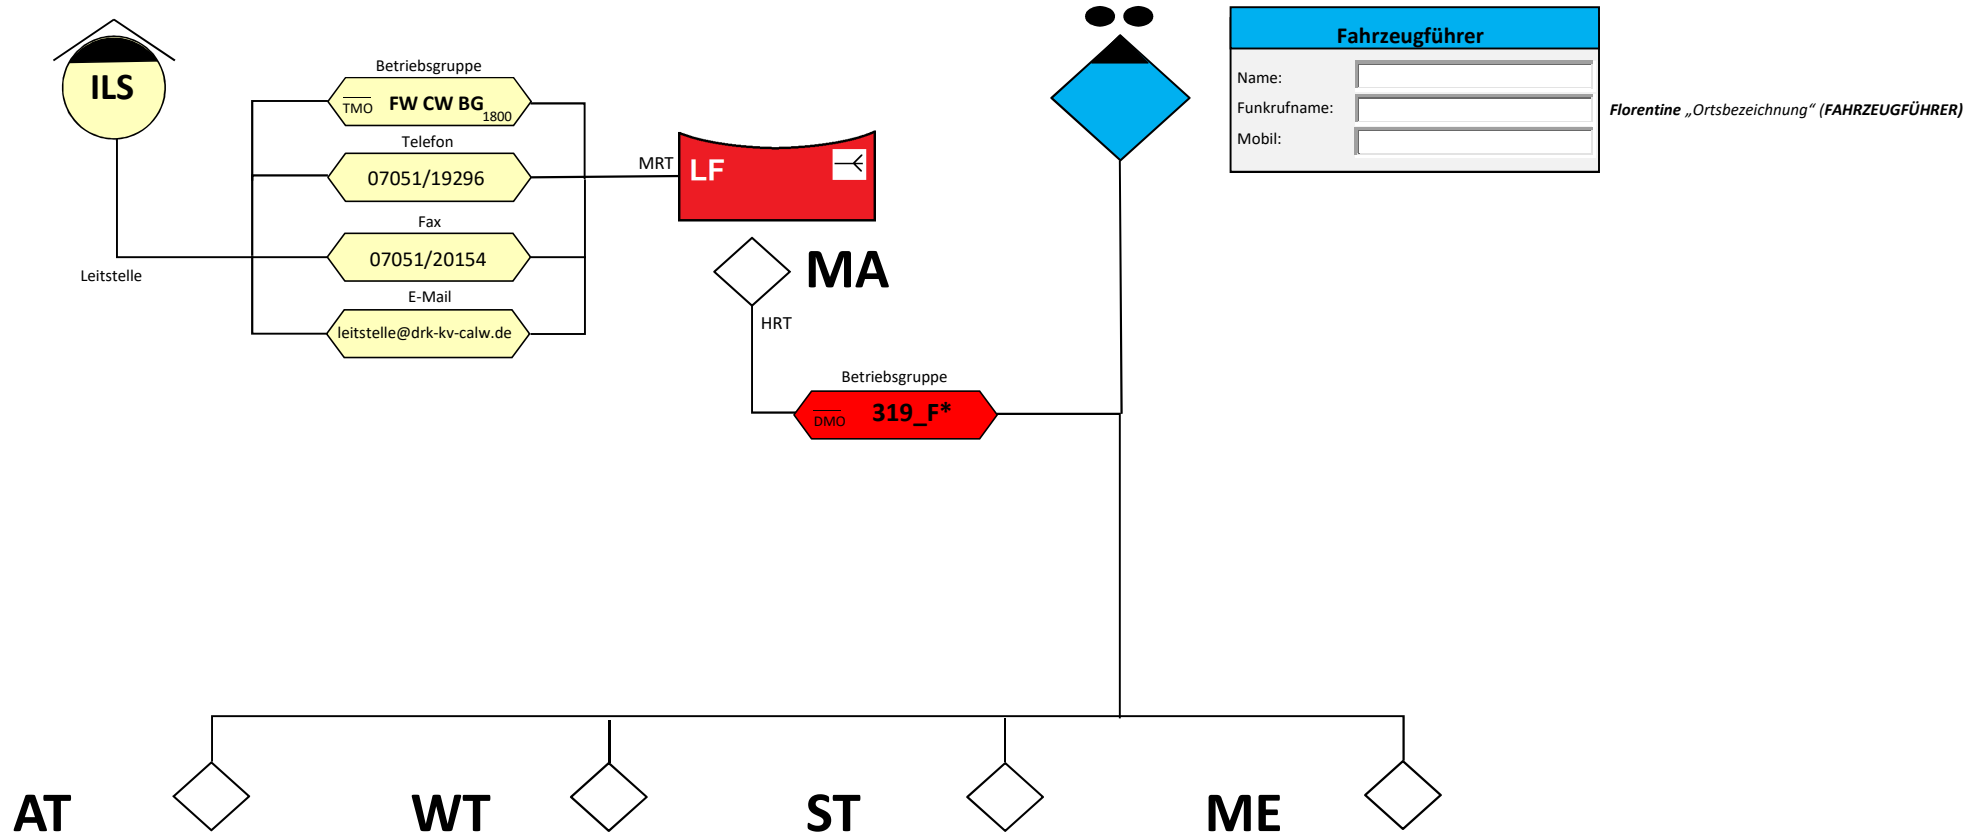 ILS
Leitstelle
Betriebsgruppe
TMO FW CW BG 1800
Telefon
07051/19296
Fax
07051/20154
E-Mail
leitstelle@drk-kv-calw.de
MRT
LF
MA
HRT
Betriebsgruppe
DMO 319_F*
Fahrzeugführer
Name:
Funkrufname:
Mobil:
Florentine „Ortsbezeichnung“ (FAHRZEUGFÜHRER)
AT
WT
ST
ME